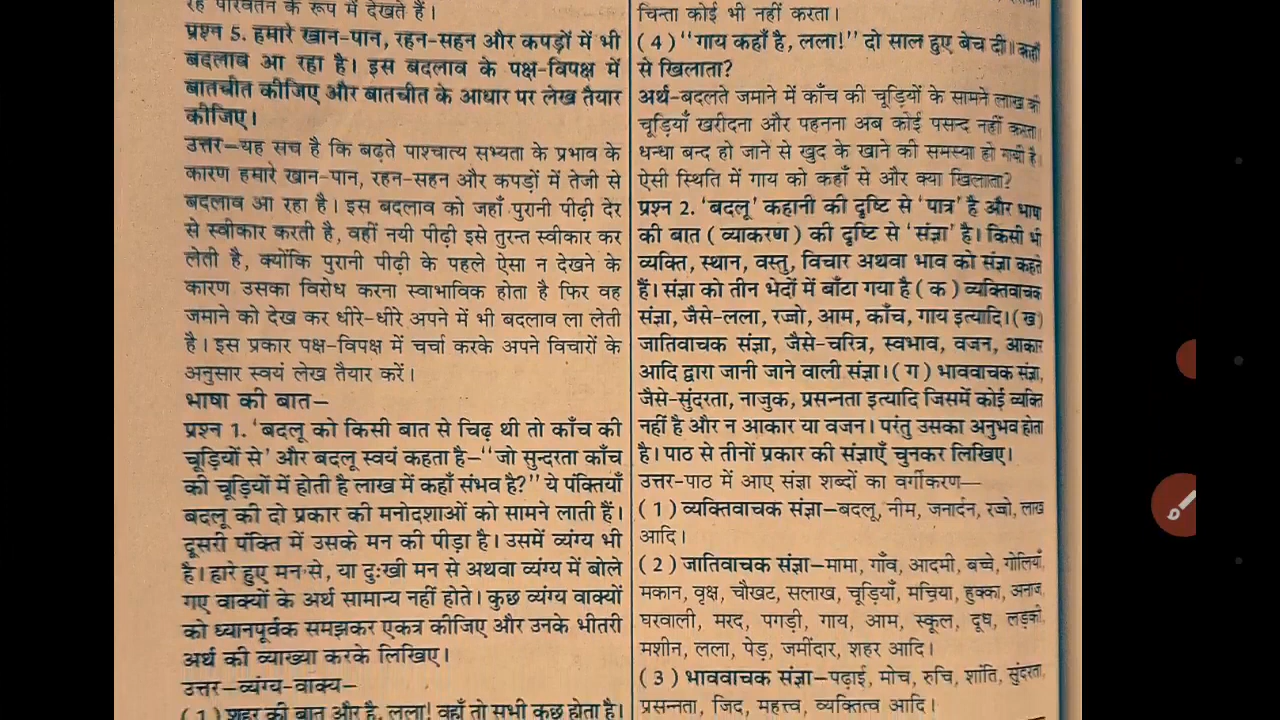 रह परिवर्तन के रूप में देखते हैं।
प्रश्न 5. हमारे खान-पान, रहन-सहन और कपड़ों में भी
बदलाव आ रहा है। इस बदलाव के पक्ष-विपक्ष में
बातचीत कीजिए और बातचीत के आधार पर लेख तैयार
कीजिए।
उत्तर—यह सच है कि बढ़ते पाश्चात्य सभ्यता के प्रभाव के
कारण हमारे खान-पान, रहन-सहन और कपड़ों में तेजी से
बदलाव आ रहा है। इस बदलाव को जहाँ पुरानी पीढ़ी देर
से स्वीकार करती है, वहीं नयी पीढ़ी इसे तुरन्त स्वीकार कर
लेती है, क्योंकि पुरानी पीढ़ी के पहले ऐसा न देखने के
कारण उसका विरोध करना स्वाभाविक होता है फिर वह
जमाने को देख कर धीरे-धीरे अपने में भी बदलाव ला लेती
है। इस प्रकार पक्ष-विपक्ष में चर्चा करके अपने विचारों के
अनुसार स्वयं लेख तैयार करें।
भाषा की बात—
प्रश्न 1. 'बदलू को किसी बात से चिढ़ थी तो काँच की
चूड़ियों से' और बदलू स्वयं कहता है—"जो सुन्दरता काँच
की चूड़ियों में होती है लाख में कहाँ संभव है?" ये पंक्तियाँ
बदलू की दो प्रकार की मनोदशाओं को सामने लाती हैं।
दूसरी पंक्ति में उसके मन की पीड़ा है। उसमें व्यंग्य भी
है। हारे हुए मन से, या दुःखी मन से अथवा व्यंग्य में बोले
गए वाक्यों के अर्थ सामान्य नहीं होते। कुछ व्यंग्य वाक्यों
को ध्यानपूर्वक समझकर एकत्र कीजिए और उनके भीतरी
अर्थ की व्याख्या करके लिखिए।
उत्तर—व्यंग्य-वाक्य—
(1) शहर की बात और है, लला! वहाँ तो सभी कुछ होता है।
चिन्ता कोई भी नहीं करता।
(4) "गाय कहाँ है, लला!" दो साल हुए बेच दी। कहाँ
से खिलाता?
अर्थ—बदलते जमाने में काँच की चूड़ियों के सामने लाख की
चूड़ियाँ खरीदना और पहनना अब कोई पसन्द नहीं करता।
धन्धा बन्द हो जाने से खुद के खाने की समस्या हो गयी है।
ऐसी स्थिति में गाय को कहाँ से और क्या खिलाता?
प्रश्न 2. 'बदलू' कहानी की दृष्टि से 'पात्र' है और भाषा
की बात (व्याकरण) की दृष्टि से 'संज्ञा' है। किसी भी
व्यक्ति, स्थान, वस्तु, विचार अथवा भाव को संज्ञा कहते
हैं। संज्ञा को तीन भेदों में बाँटा गया है (क) व्यक्तिवाचक
संज्ञा, जैसे-लला, रज्जो, आम, काँच, गाय इत्यादि। (ख)
जातिवाचक संज्ञा, जैसे-चरित्र, स्वभाव, वजन, आकार
आदि द्वारा जानी जाने वाली संज्ञा। (ग) भाववाचक संज्ञा,
जैसे-सुंदरता, नाजुक, प्रसन्नता इत्यादि जिसमें कोई व्यक्ति
नहीं है और न आकार या वजन। परंतु उसका अनुभव होता
है। पाठ से तीनों प्रकार की संज्ञाएँ चुनकर लिखिए।
उत्तर-पाठ में आए संज्ञा शब्दों का वर्गीकरण—
(1) व्यक्तिवाचक संज्ञा—बदलू, नीम, जनार्दन, रज्जो, लाख
आदि।
(2) जातिवाचक संज्ञा—मामा, गाँव, आदमी, बच्चे, गोलियाँ,
मकान, वृक्ष, चौखट, सलाख, चूड़ियाँ, मचिया, हुक्का, अनाज,
घरवाली, मरद, पगड़ी, गाय, आम, स्कूल, दूध, लड़की,
मशीन, लला, पेड़, जमींदार, शहर आदि।
(3) भाववाचक संज्ञा—पढ़ाई, मोच, रुचि, शांति, सुंदरता,
प्रसन्नता, जिद, महत्त्व, व्यक्तित्व आदि।